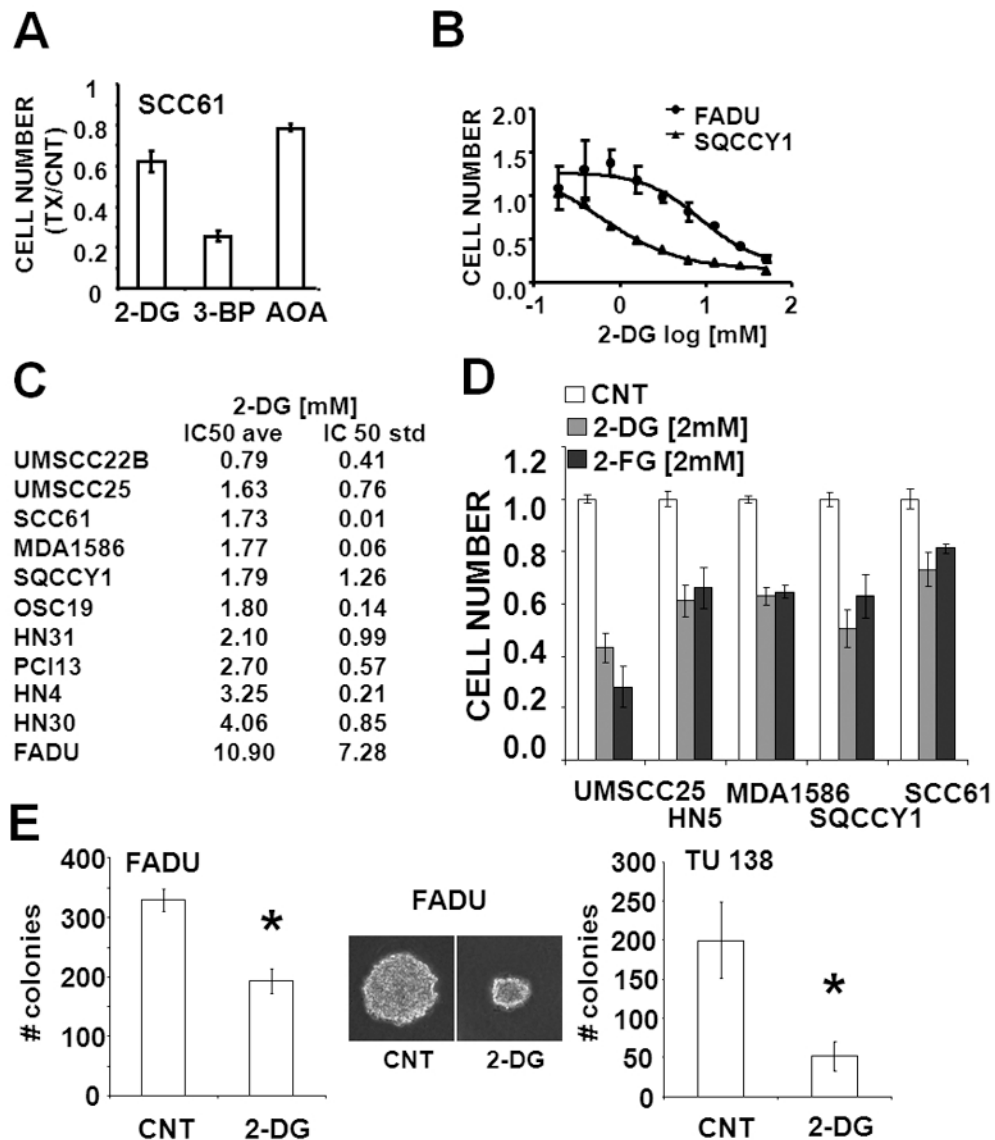 A
CELL NUMBER
(TX/CNT)
SCC61
1
0.8
0.6
0.4
0.2
0
2-DG 3-BP AOA
B
CELL NUMBER
FADU
SQCCY1
2.0
1.5
1.0
0.5
0.0
-1 0 1 2
2-DG log [mM]
C
2-DG [mM]
IC50 ave IC 50 std
UMSCC22B 0.79 0.41
UMSCC25 1.63 0.76
SCC61 1.73 0.01
MDA1586 1.77 0.06
SQCCY1 1.79 1.26
OSC19 1.80 0.14
HN31 2.10 0.99
PCI13 2.70 0.57
HN4 3.25 0.21
HN30 4.06 0.85
FADU 10.90 7.28
D
CNT
2-DG [2mM]
2-FG [2mM]
CELL NUMBER
1.2
1.0
0.8
0.6
0.4
0.2
0.0
UMSCC25 MDA1586 SCC61
HN5 SQCCY1
E
# colonies
FADU
400
300
200
100
0
*
CNT 2-DG
FADU
CNT 2-DG
# colonies
TU 138
300
250
200
150
100
50
0
*
CNT 2-DG